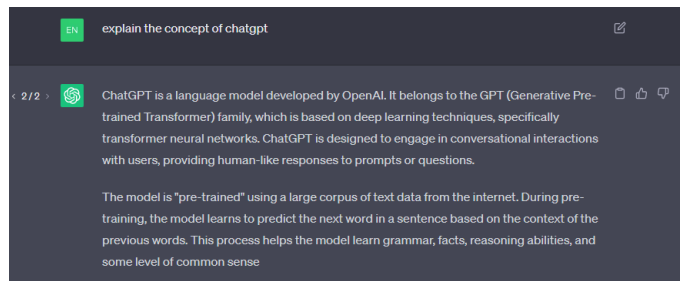 EN explain the concept of chatgpt
< 2/2 > ChatGPT is a language model developed by OpenAI. It belongs to the GPT (Generative Pre-
trained Transformer) family, which is based on deep learning techniques, specifically
transformer neural networks. ChatGPT is designed to engage in conversational interactions
with users, providing human-like responses to prompts or questions.
The model is "pre-trained" using a large corpus of text data from the internet. During pre-
training, the model learns to predict the next word in a sentence based on the context of the
previous words. This process helps the model learn grammar, facts, reasoning abilities, and
some level of common sense